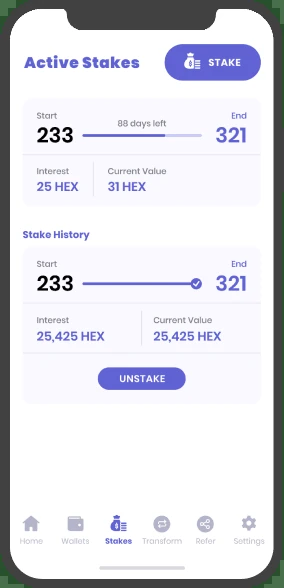 Active Stakes
STAKE
Start
88 days left
End
233
321
Interest
Current Value
25 HEX
31 HEX
Stake History
Start
End
233
321
Interest
Current Value
25,425 HEX
25,425 HEX
UNSTAKE
Home
Wallets
Stakes
Transform
Refer
Settings